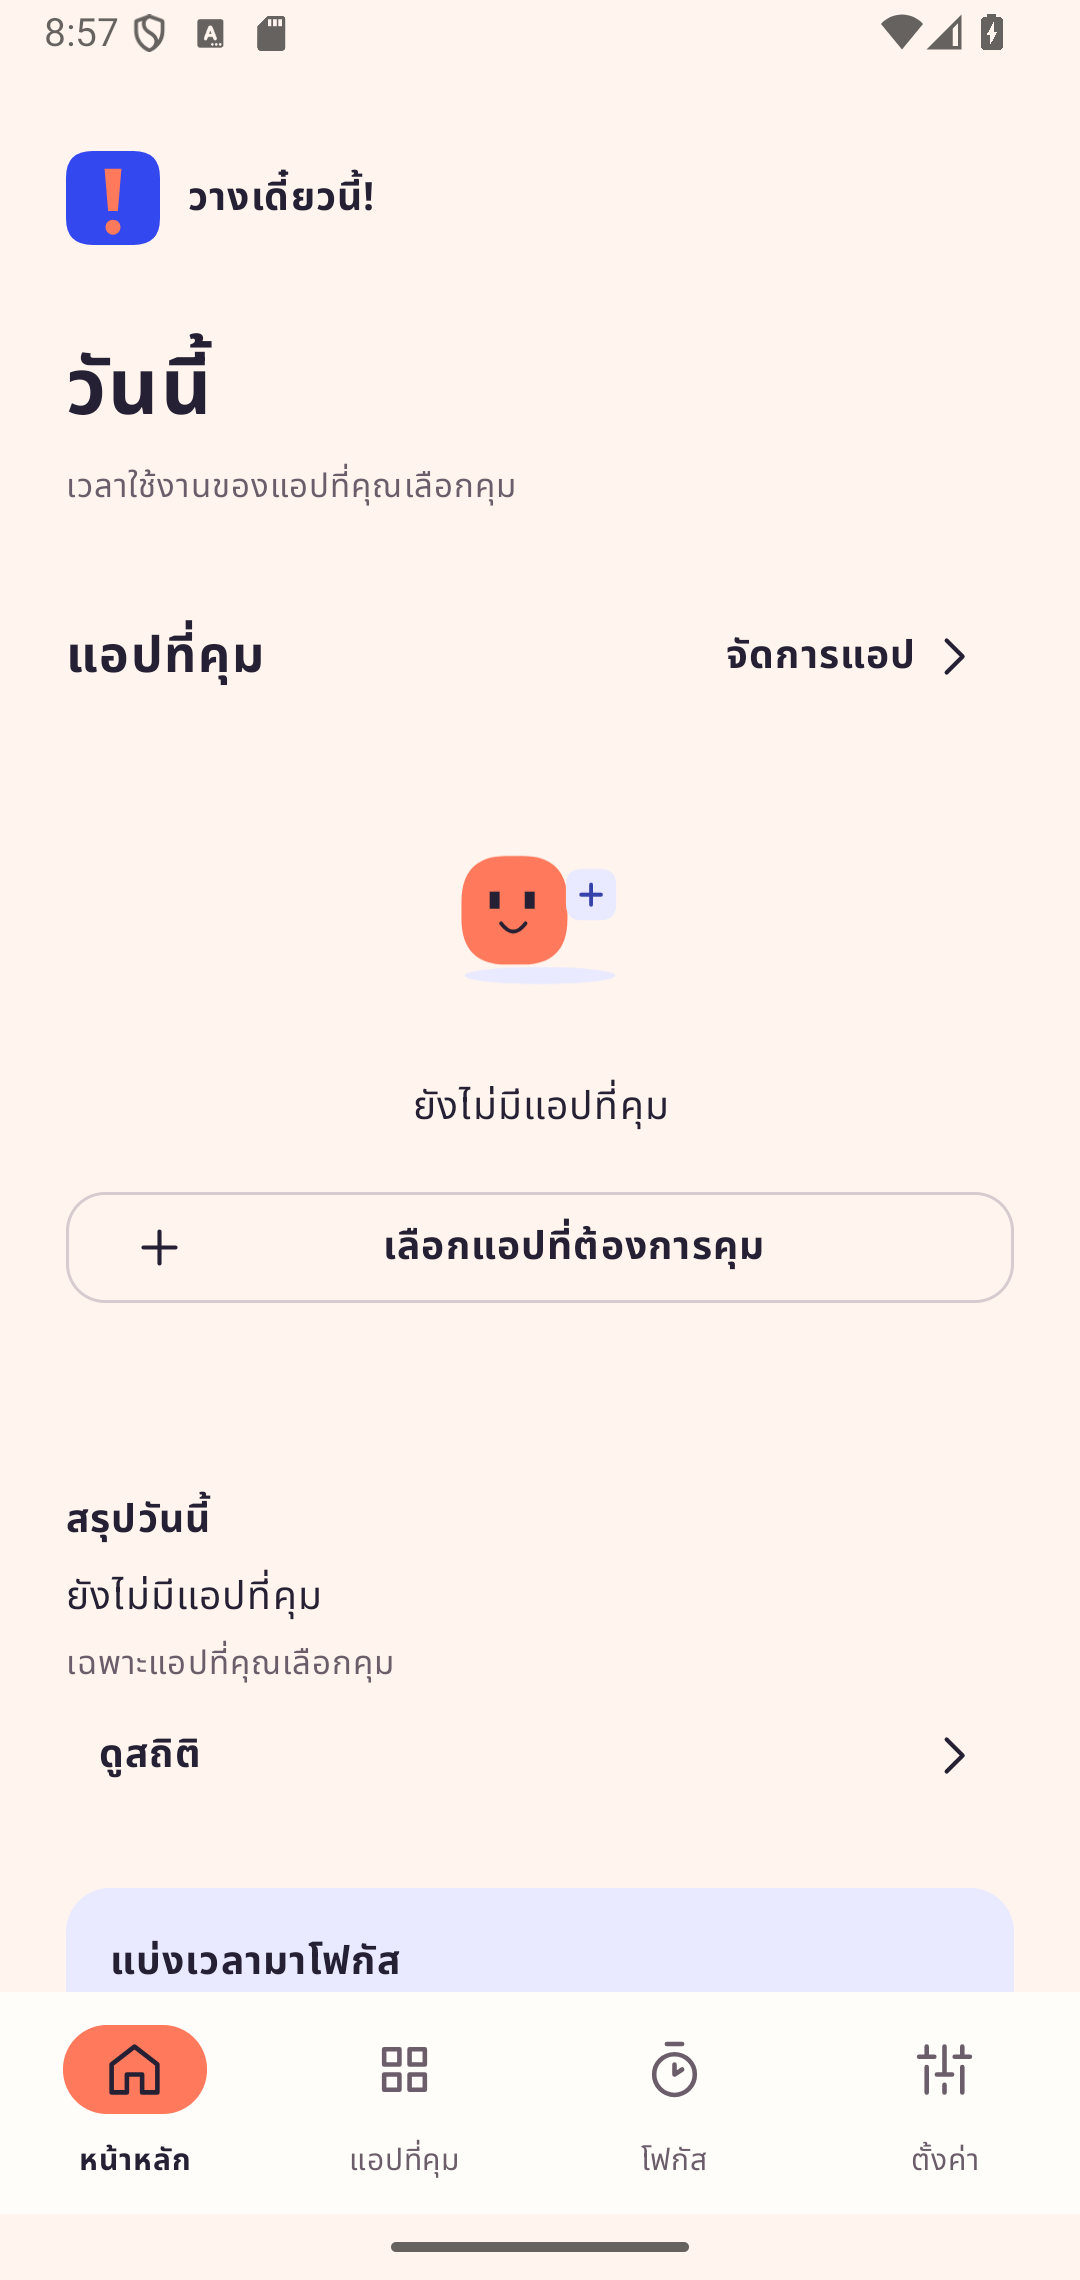 8:57
วางเดี๋ยวนี้!
วันนี้
เวลาใช้งานของแอปที่คุณเลือกคุม
แอปที่คุม
จัดการแอป
ยังไม่มีแอปที่คุม
เลือกแอปที่ต้องการคุม
สรุปวันนี้
ยังไม่มีแอปที่คุม
เฉพาะแอปที่คุณเลือกคุม
ดูสถิติ
แบ่งเวลามาโฟกัส
หน้าหลัก
แอปที่คุม
โฟกัส
ตั้งค่า